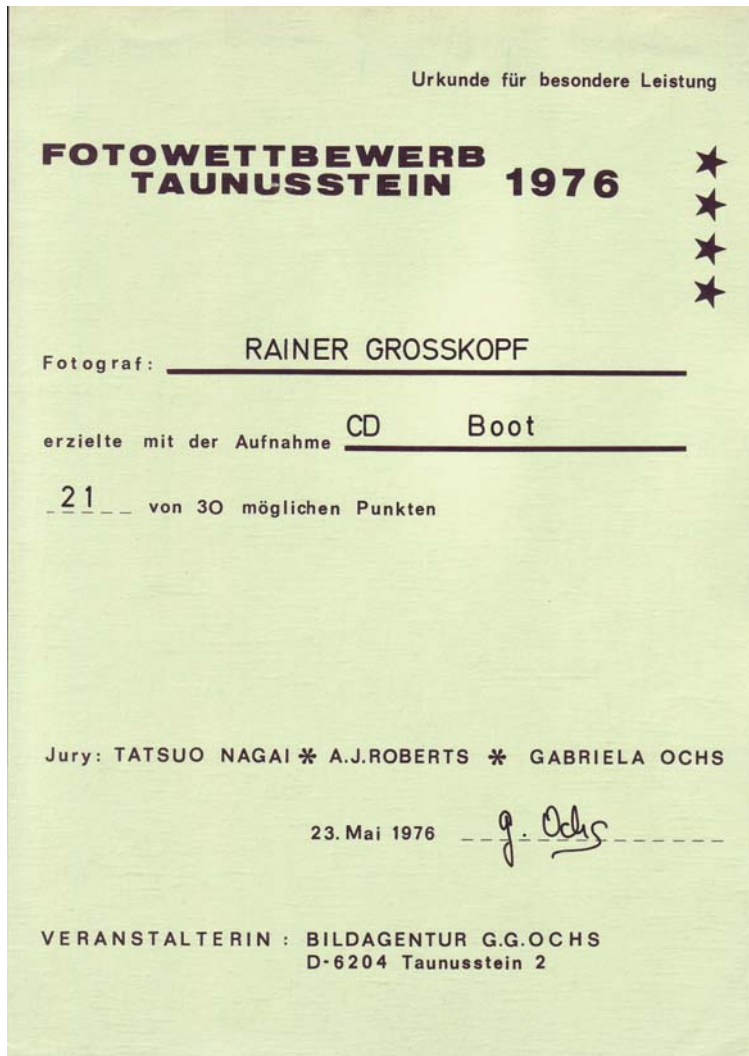 Urkunde für besondere Leistung
FOTOWETTBEWERB
TAUNUSSTEIN 1976
Fotograf: RAINER GROSSKOPF
erzielte mit der Aufnahme CD Boot
21 von 30 möglichen Punkten
Jury: TATSUO NAGAI * A.J.ROBERTS * GABRIELA OCHS
23. Mai 1976 g. Ochs
VERANSTALTERIN : BILDAGENTUR G.G.OCHS
D-6204 Taunusstein 2